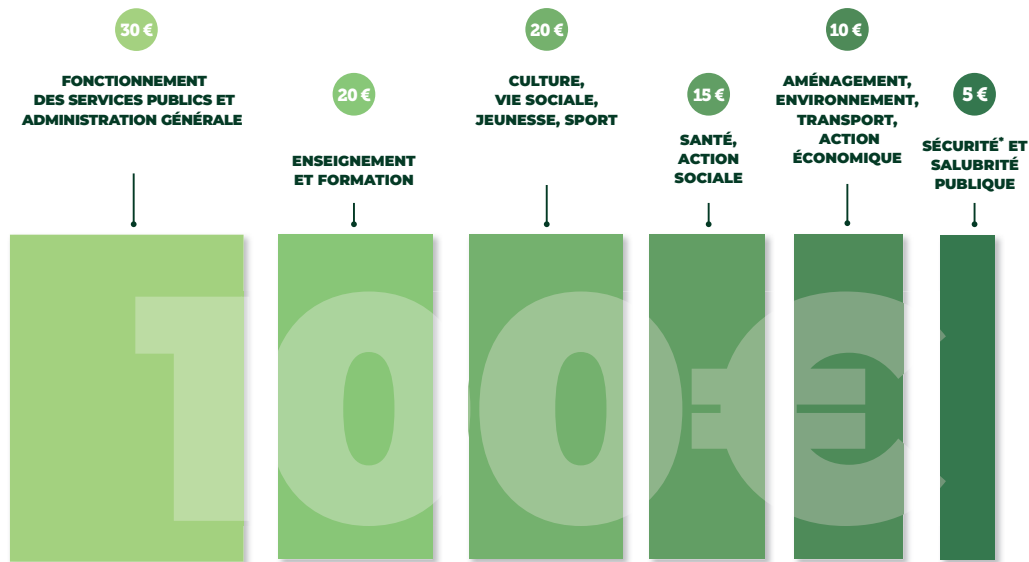 30 €
FONCTIONNEMENT
DES SERVICES PUBLICS ET
ADMINISTRATION GÉNÉRALE
20 €
ENSEIGNEMENT
ET FORMATION
20 €
CULTURE,
VIE SOCIALE,
JEUNESSE, SPORT
15 €
SANTÉ,
ACTION
SOCIALE
10 €
AMÉNAGEMENT,
ENVIRONNEMENT,
TRANSPORT,
ACTION
ÉCONOMIQUE
5 €
SÉCURITÉ* ET
SALUBRITÉ
PUBLIQUE
100€